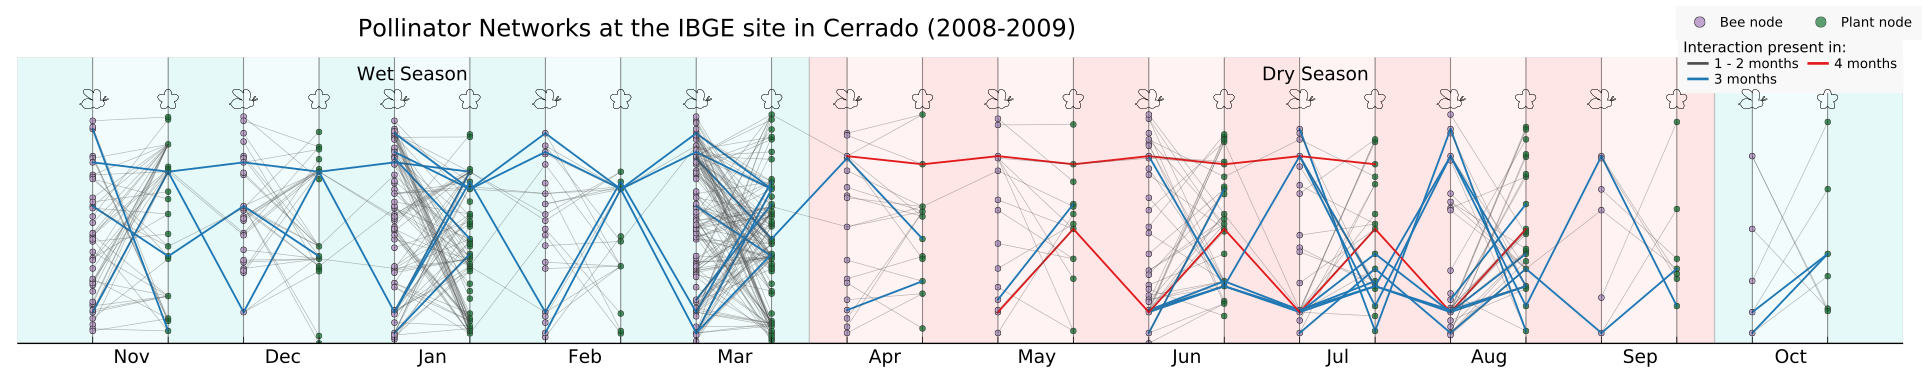 Pollinator Networks at the IBGE site in Cerrado (2008-2009)
Bee node Plant node
Interaction present in:
1 - 2 months 4 months
3 months
Wet Season Dry Season
Nov Dec Jan Feb Mar Apr May Jun Jul Aug Sep Oct